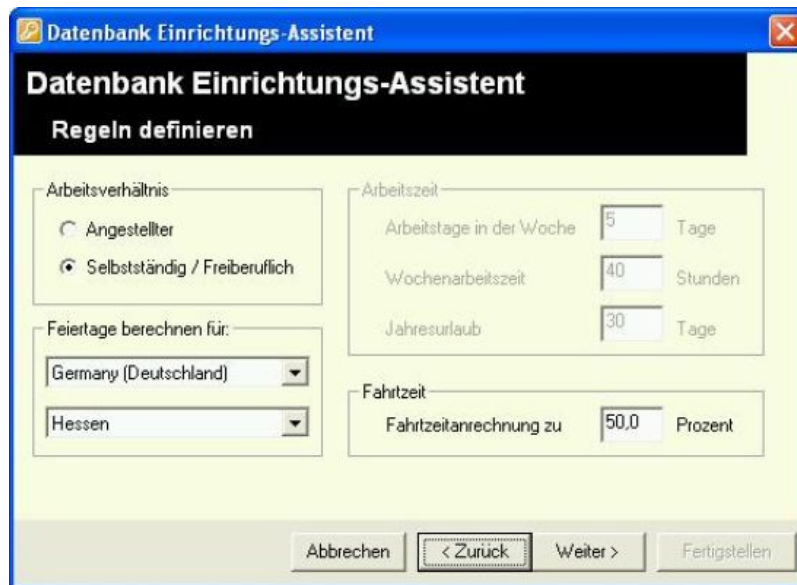 Datenbank Einrichtungs-Assistent
Datenbank Einrichtungs-Assistent
Regeln definieren
Arbeitsverhältnis
Angestellter
Selbstständig / Freiberuflich
Feiertage berechnen für:
Germany (Deutschland)
Hessen
Arbeitszeit
Arbeitstage in der Woche 5 Tage
Wochenarbeitszeit 40 Stunden
Jahresurlaub 30 Tage
Fahrtzeit
Fahrtzeitanrechnung zu 50,0 Prozent
Abbrechen < Zurück Weiter > Fertigstellen